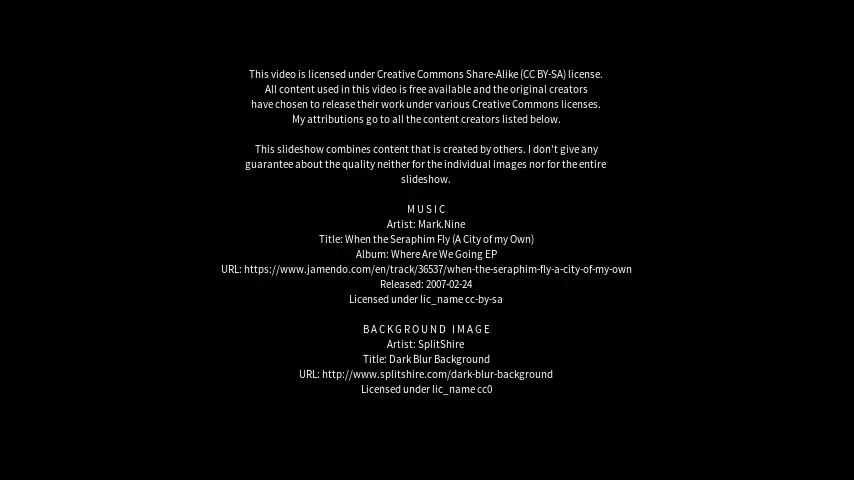 This video is licensed under Creative Commons Share-Alike (CC BY-SA) license.
All content used in this video is free available and the original creators
have chosen to release their work under various Creative Commons licenses.
My attributions go to all the content creators listed below.
This slideshow combines content that is created by others. I don't give any
guarantee about the quality neither for the individual images nor for the entire
slideshow.
MUSIC
Artist: Mark.Nine
Title: When the Seraphim Fly (A City of my Own)
Album: Where Are We Going EP
URL: https://www.jamendo.com/en/track/36537/when-the-seraphim-fly-a-city-of-my-own
Released: 2007-02-24
Licensed under lic_name cc-by-sa
BACKGROUND IMAGE
Artist: SplitShire
Title: Dark Blur Background
URL: http://www.splitshire.com/dark-blur-background
Licensed under lic_name cc0